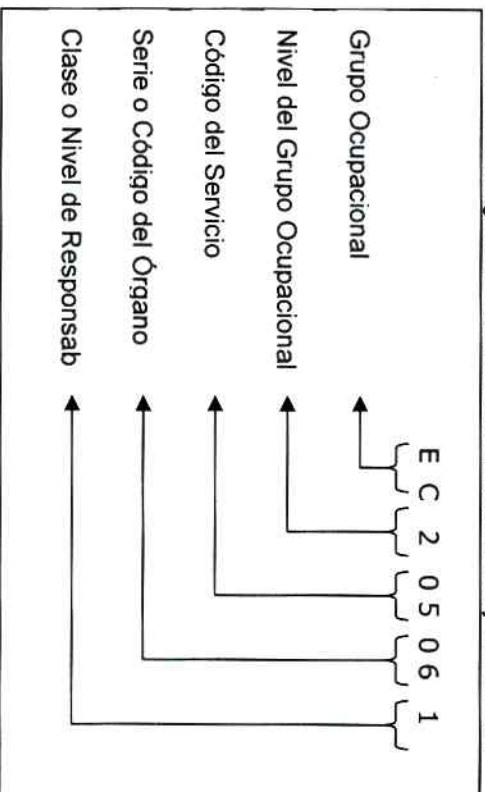 E C 2 0 5 0 6 1
Grupo Ocupacional
Nivel del Grupo Ocupacional
Código del Servicio
Serie o Código del Órgano
Clase o Nivel de Responsab